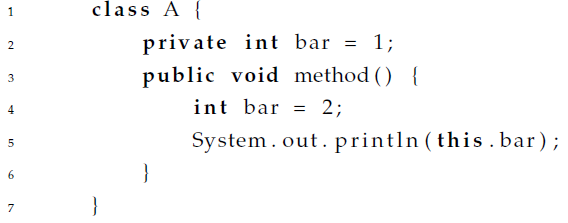 1 class A {
2 private int bar = 1;
3 public void method() {
4 int bar = 2;
5 System.out.println(this.bar);
6 }
7 }